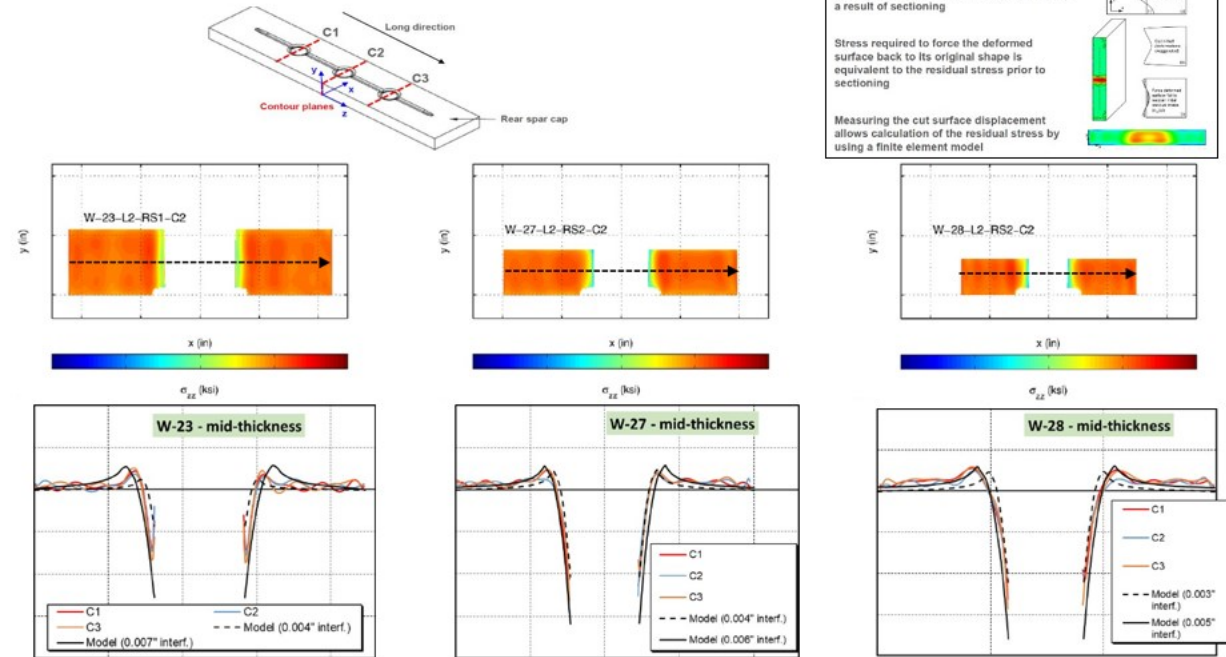 C1
Long direction
C2
C3
y
x
z
Contour planes
Rear spar cap
a result of sectioning
Stress required to force the deformed
surface back to its original shape is
equivalent to the residual stress prior to
sectioning
Measuring the cut surface displacement
allows calculation of the residual stress by
using a finite element model
y (in)
W-23-L2-RS1-C2
x (in)
σzz (ksi)
y (in)
W-27-L2-RS2-C2
x (in)
σzz (ksi)
y (in)
W-28-L2-RS2-C2
x (in)
σzz (ksi)
W-23 - mid-thickness
C1
C2
C3
Model (0.004" interf.)
Model (0.007" interf.)
W-27 - mid-thickness
C1
C2
C3
Model (0.004" interf.)
Model (0.006" interf.)
W-28 - mid-thickness
C1
C2
C3
Model (0.003"
interf.)
Model (0.005"
interf.)